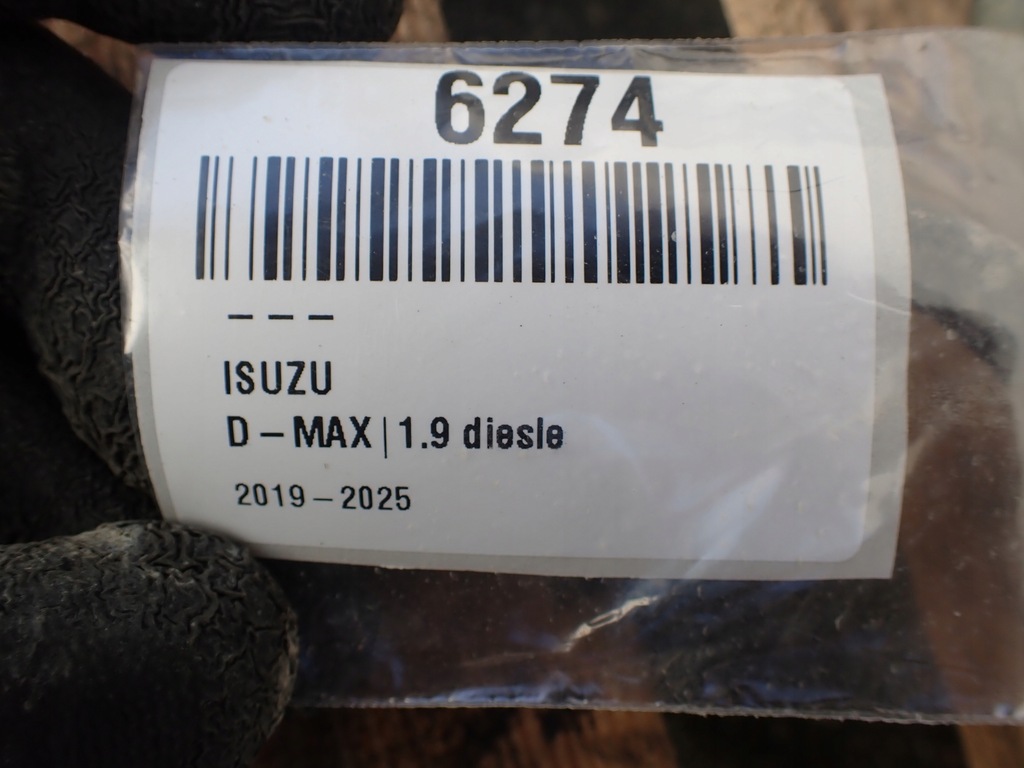 6274
– – –
ISUZU
D – MAX | 1.9 diesle
2019 – 2025